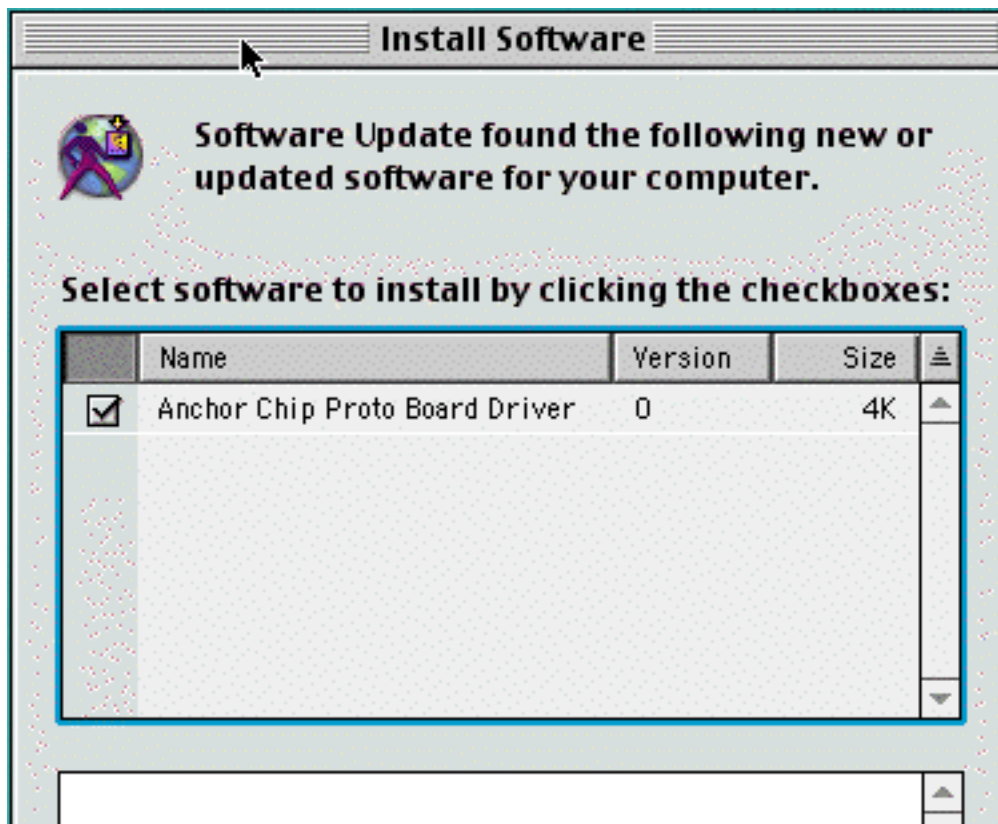 Install Software
Software Update found the following new or
updated software for your computer.
Select software to install by clicking the checkboxes:
Name Version Size
Anchor Chip Proto Board Driver 0 4K